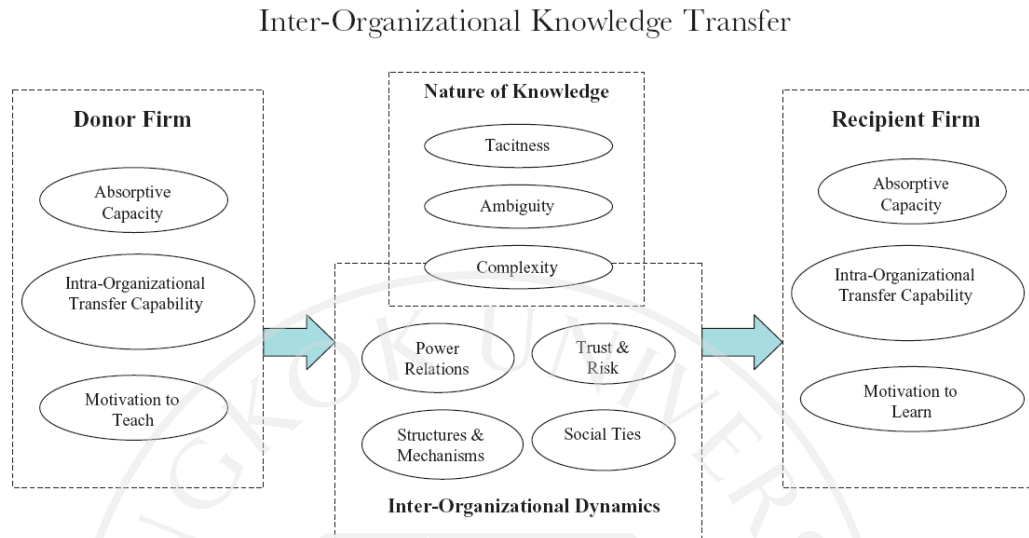 Inter-Organizational Knowledge Transfer
Donor Firm
Absorptive
Capacity
Intra-Organizational
Transfer Capability
Motivation to
Teach
Nature of Knowledge
Tacitness
Ambiguity
Complexity
Power
Relations
Trust &
Risk
Structures &
Mechanisms
Social Ties
Inter-Organizational Dynamics
Recipient Firm
Absorptive
Capacity
Intra-Organizational
Transfer Capability
Motivation to
Learn
NGKOK UNIVERS